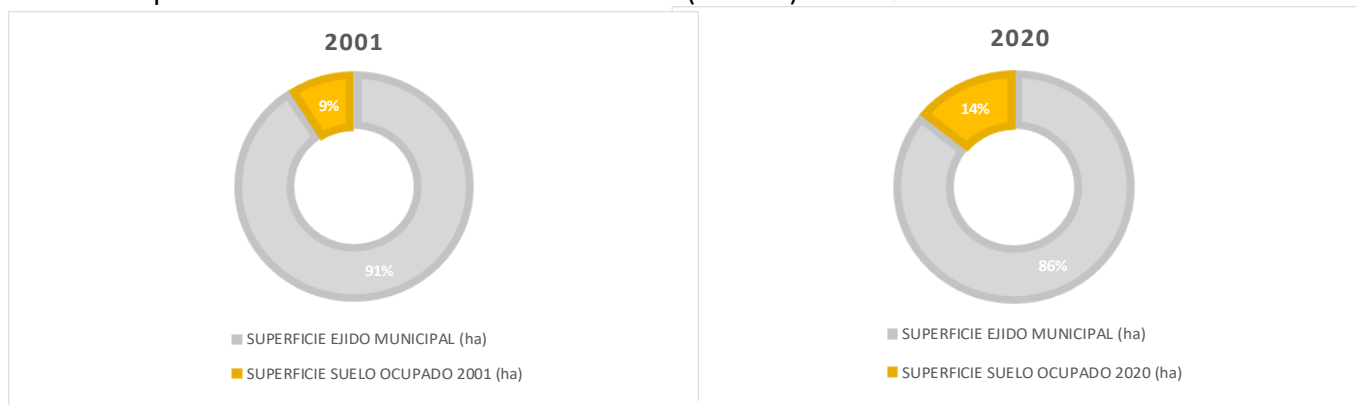 2001
9%
91%
SUPERFICIE EJIDO MUNICIPAL (ha)
SUPERFICIE SUELO OCUPADO 2001 (ha)
2020
14%
86%
SUPERFICIE EJIDO MUNICIPAL (ha)
SUPERFICIE SUELO OCUPADO 2020 (ha)